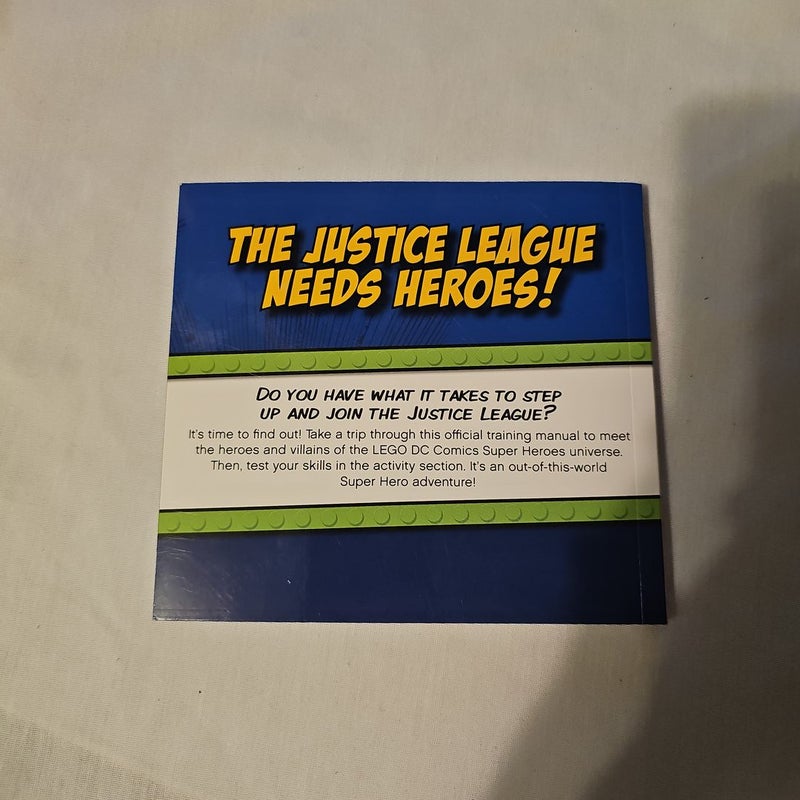 THE JUSTICE LEAGUE
NEEDS HEROES!
DO YOU HAVE WHAT IT TAKES TO STEP
UP AND JOIN THE JUSTICE LEAGUE?
It's time to find out! Take a trip through this official training manual to meet
the heroes and villains of the LEGO DC Comics Super Heroes universe.
Then, test your skills in the activity section. It's an out-of-this-world
Super Hero adventure!